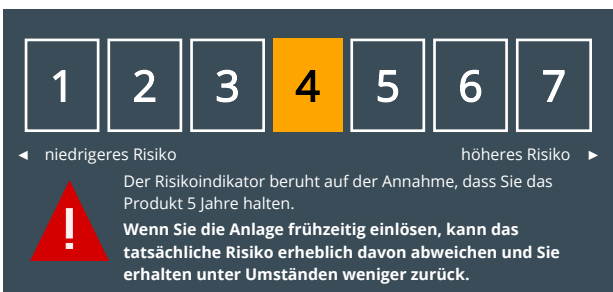 1 2 3 4 5 6 7
◄ niedrigeres Risiko höheres Risiko ►
Der Risikoindikator beruht auf der Annahme, dass Sie das
Produkt 5 Jahre halten.
!
Wenn Sie die Anlage frühzeitig einlösen, kann das
tatsächliche Risiko erheblich davon abweichen und Sie
erhalten unter Umständen weniger zurück.